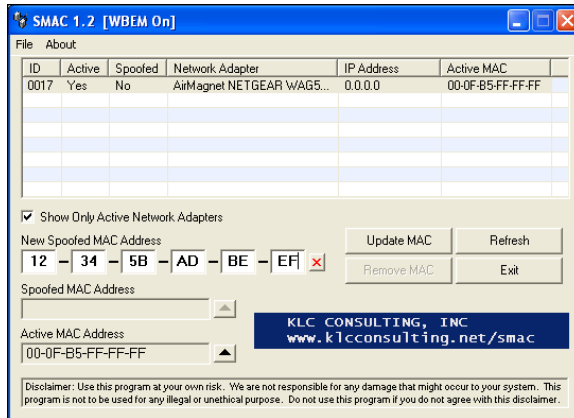 SMAC 1.2 [WBEM On]
File About
ID Active Spoofed Network Adapter IP Address Active MAC
0017 Yes No AirMagnet NETGEAR WAG5... 0.0.0.0 00-0F-B5-FF-FF-FF
Show Only Active Network Adapters
New Spoofed MAC Address
12 - 34 - 5B - AD - BE - EF
Update MAC Refresh
Remove MAC Exit
Spoofed MAC Address
KLC CONSULTING, INC
www.klcconsulting.net/smac
Active MAC Address
00-0F-B5-FF-FF-FF
Disclaimer: Use this program at your own risk. We are not responsible for any damage that might occur to your system. This
program is not to be used for any illegal or unethical purpose. Do not use this program if you do not agree with this disclaimer.